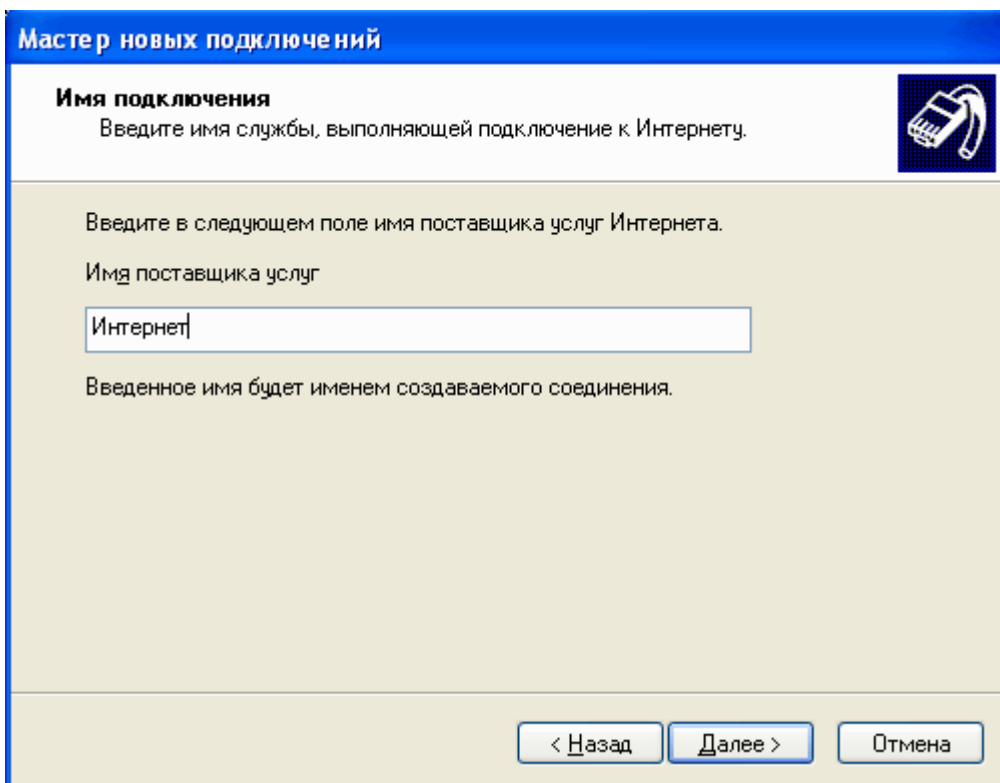 Мастер новых подключений
Имя подключения
Введите имя службы, выполняющей подключение к Интернету.
Введите в следующем поле имя поставщика услуг Интернета.
Имя поставщика услуг
Интернет
Введенное имя будет именем создаваемого соединения.
< Назад Далее > Отмена